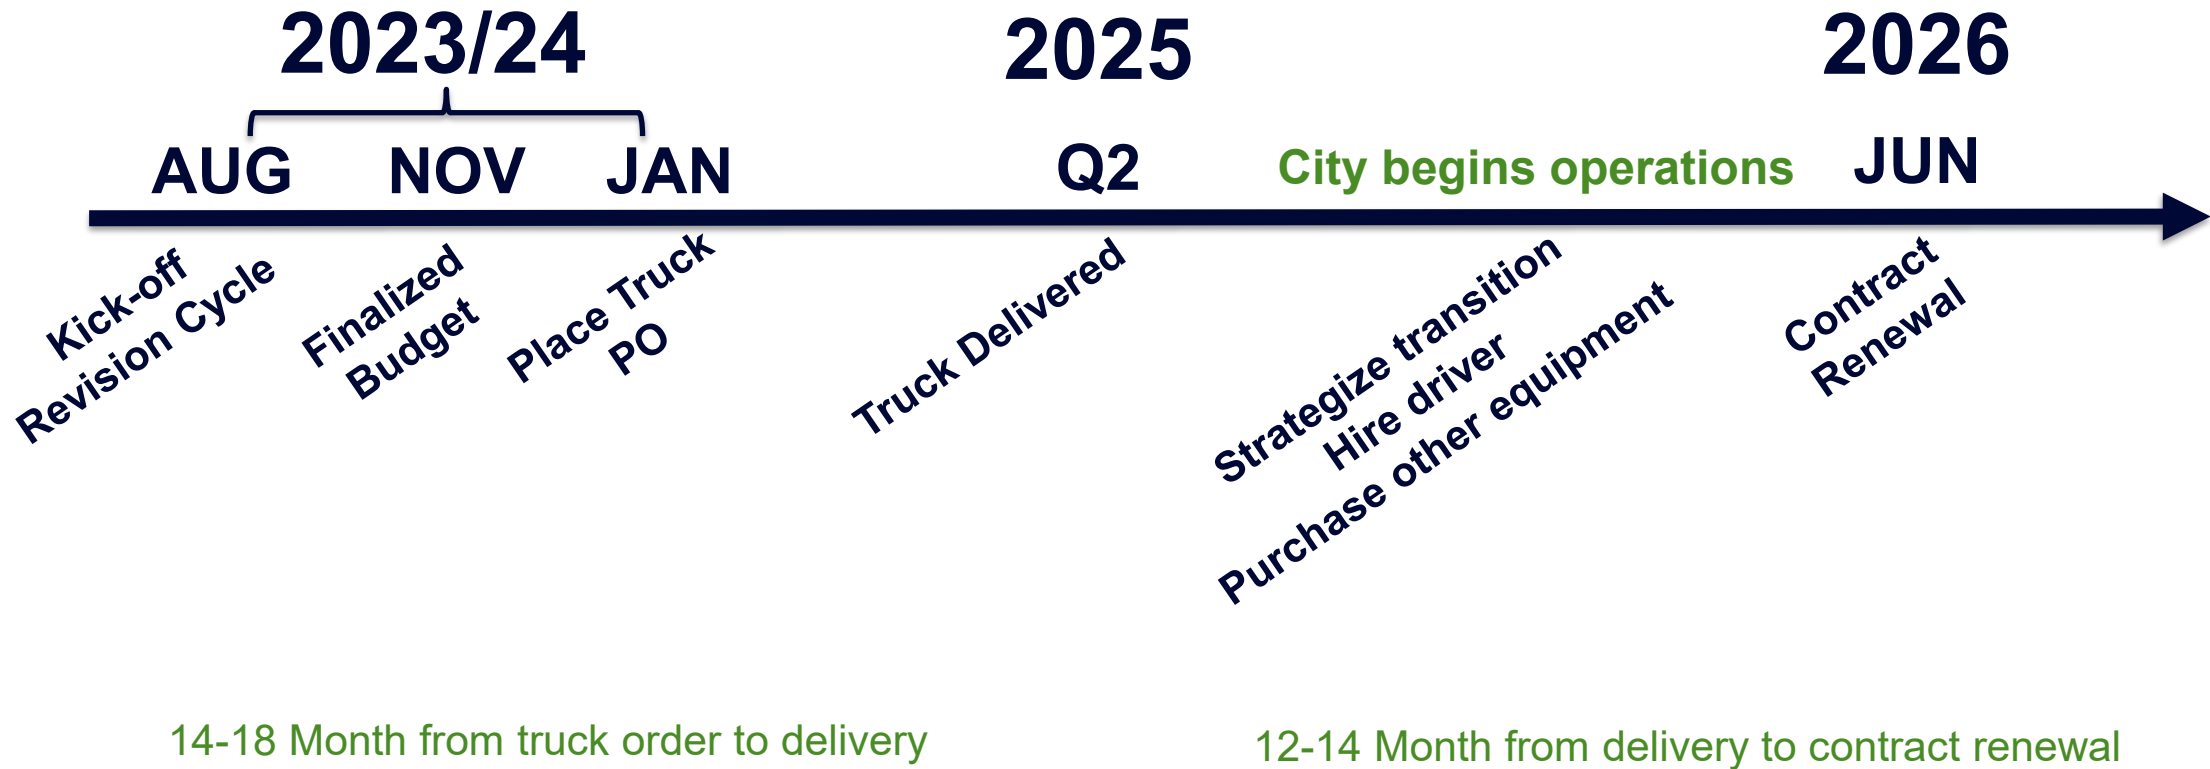 2023/24
2025
2026
AUG
NOV
JAN
Q2
City begins operations
JUN
Kick-off
Revision Cycle
Finalized
Budget
Place Truck
PO
Truck Delivered
Strategize transition
Hire driver
Purchase other equipment
Contract
Renewal
14-18 Month from truck order to delivery
12-14 Month from delivery to contract renewal